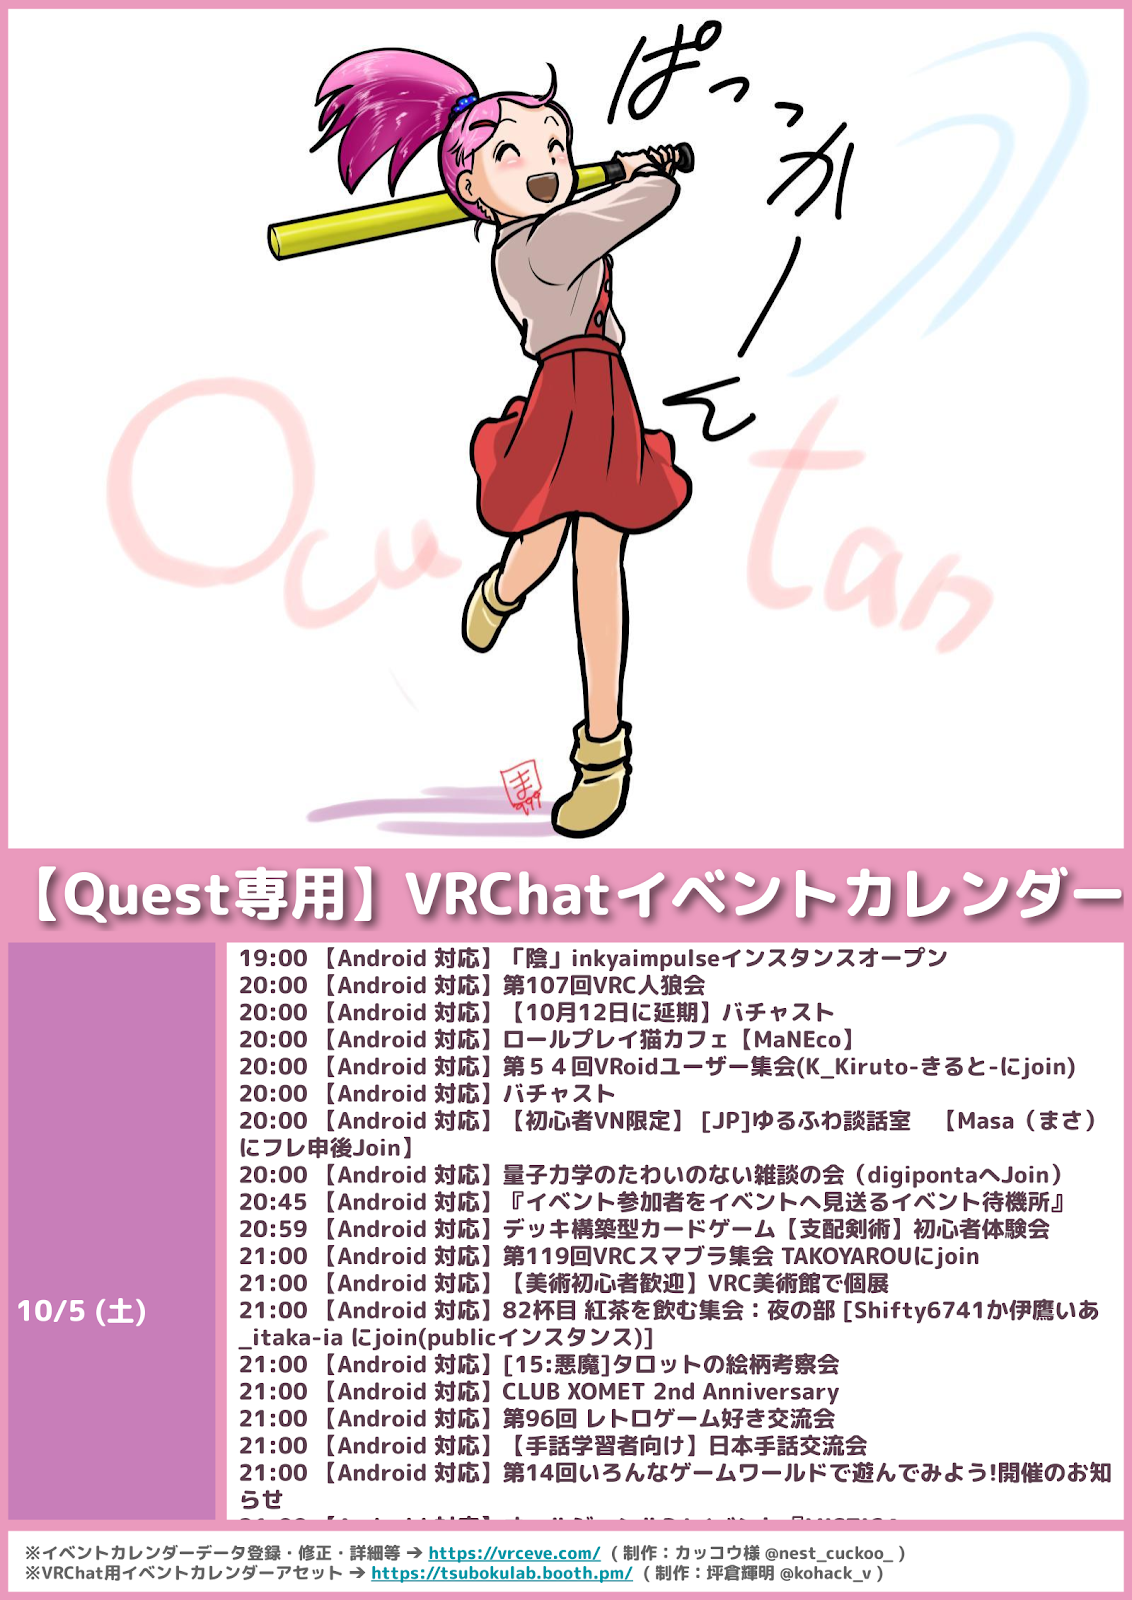 ぱっっかーん
Ocu tan
ま
999
【Quest専用】VRChatイベントカレンダー
10/5 (土)
19:00 【Android 対応】「陰」inkyaimpulseインスタンスオープン
20:00 【Android 対応】第107回VRC人狼会
20:00 【Android 対応】【10月12日に延期】バチャスト
20:00 【Android 対応】ロールプレイ猫カフェ【MaNEco】
20:00 【Android 対応】第５４回VRoidユーザー集会(K_Kiruto-きると-にjoin)
20:00 【Android 対応】バチャスト
20:00 【Android 対応】【初心者VN限定】 [JP]ゆるふわ談話室　【Masa（まさ）
にフレ申後Join】
20:00 【Android 対応】量子力学のたわいのない雑談の会（digipontaへJoin）
20:45 【Android 対応】『イベント参加者をイベントへ見送るイベント待機所』
20:59 【Android 対応】デッキ構築型カードゲーム【支配剣術】初心者体験会
21:00 【Android 対応】第119回VRCスマブラ集会 TAKOYAROUにjoin
21:00 【Android 対応】【美術初心者歓迎】VRC美術館で個展
21:00 【Android 対応】82杯目 紅茶を飲む集会：夜の部 [Shifty6741か伊鷹いあ
_itaka-ia にjoin(publicインスタンス)]
21:00 【Android 対応】[15:悪魔]タロットの絵柄考察会
21:00 【Android 対応】CLUB XOMET 2nd Anniversary
21:00 【Android 対応】第96回 レトロゲーム好き交流会
21:00 【Android 対応】【手話学習者向け】日本手話交流会
21:00 【Android 対応】第14回いろんなゲームワールドで遊んでみよう!開催のお知
らせ
※イベントカレンダーデータ登録・修正・詳細等 ➔ https://vrceve.com/ ( 制作：カッコウ様 @nest_cuckoo_ )
※VRChat用イベントカレンダーアセット ➔ https://tsubokulab.booth.pm/ ( 制作：坪倉輝明 @kohack_v )